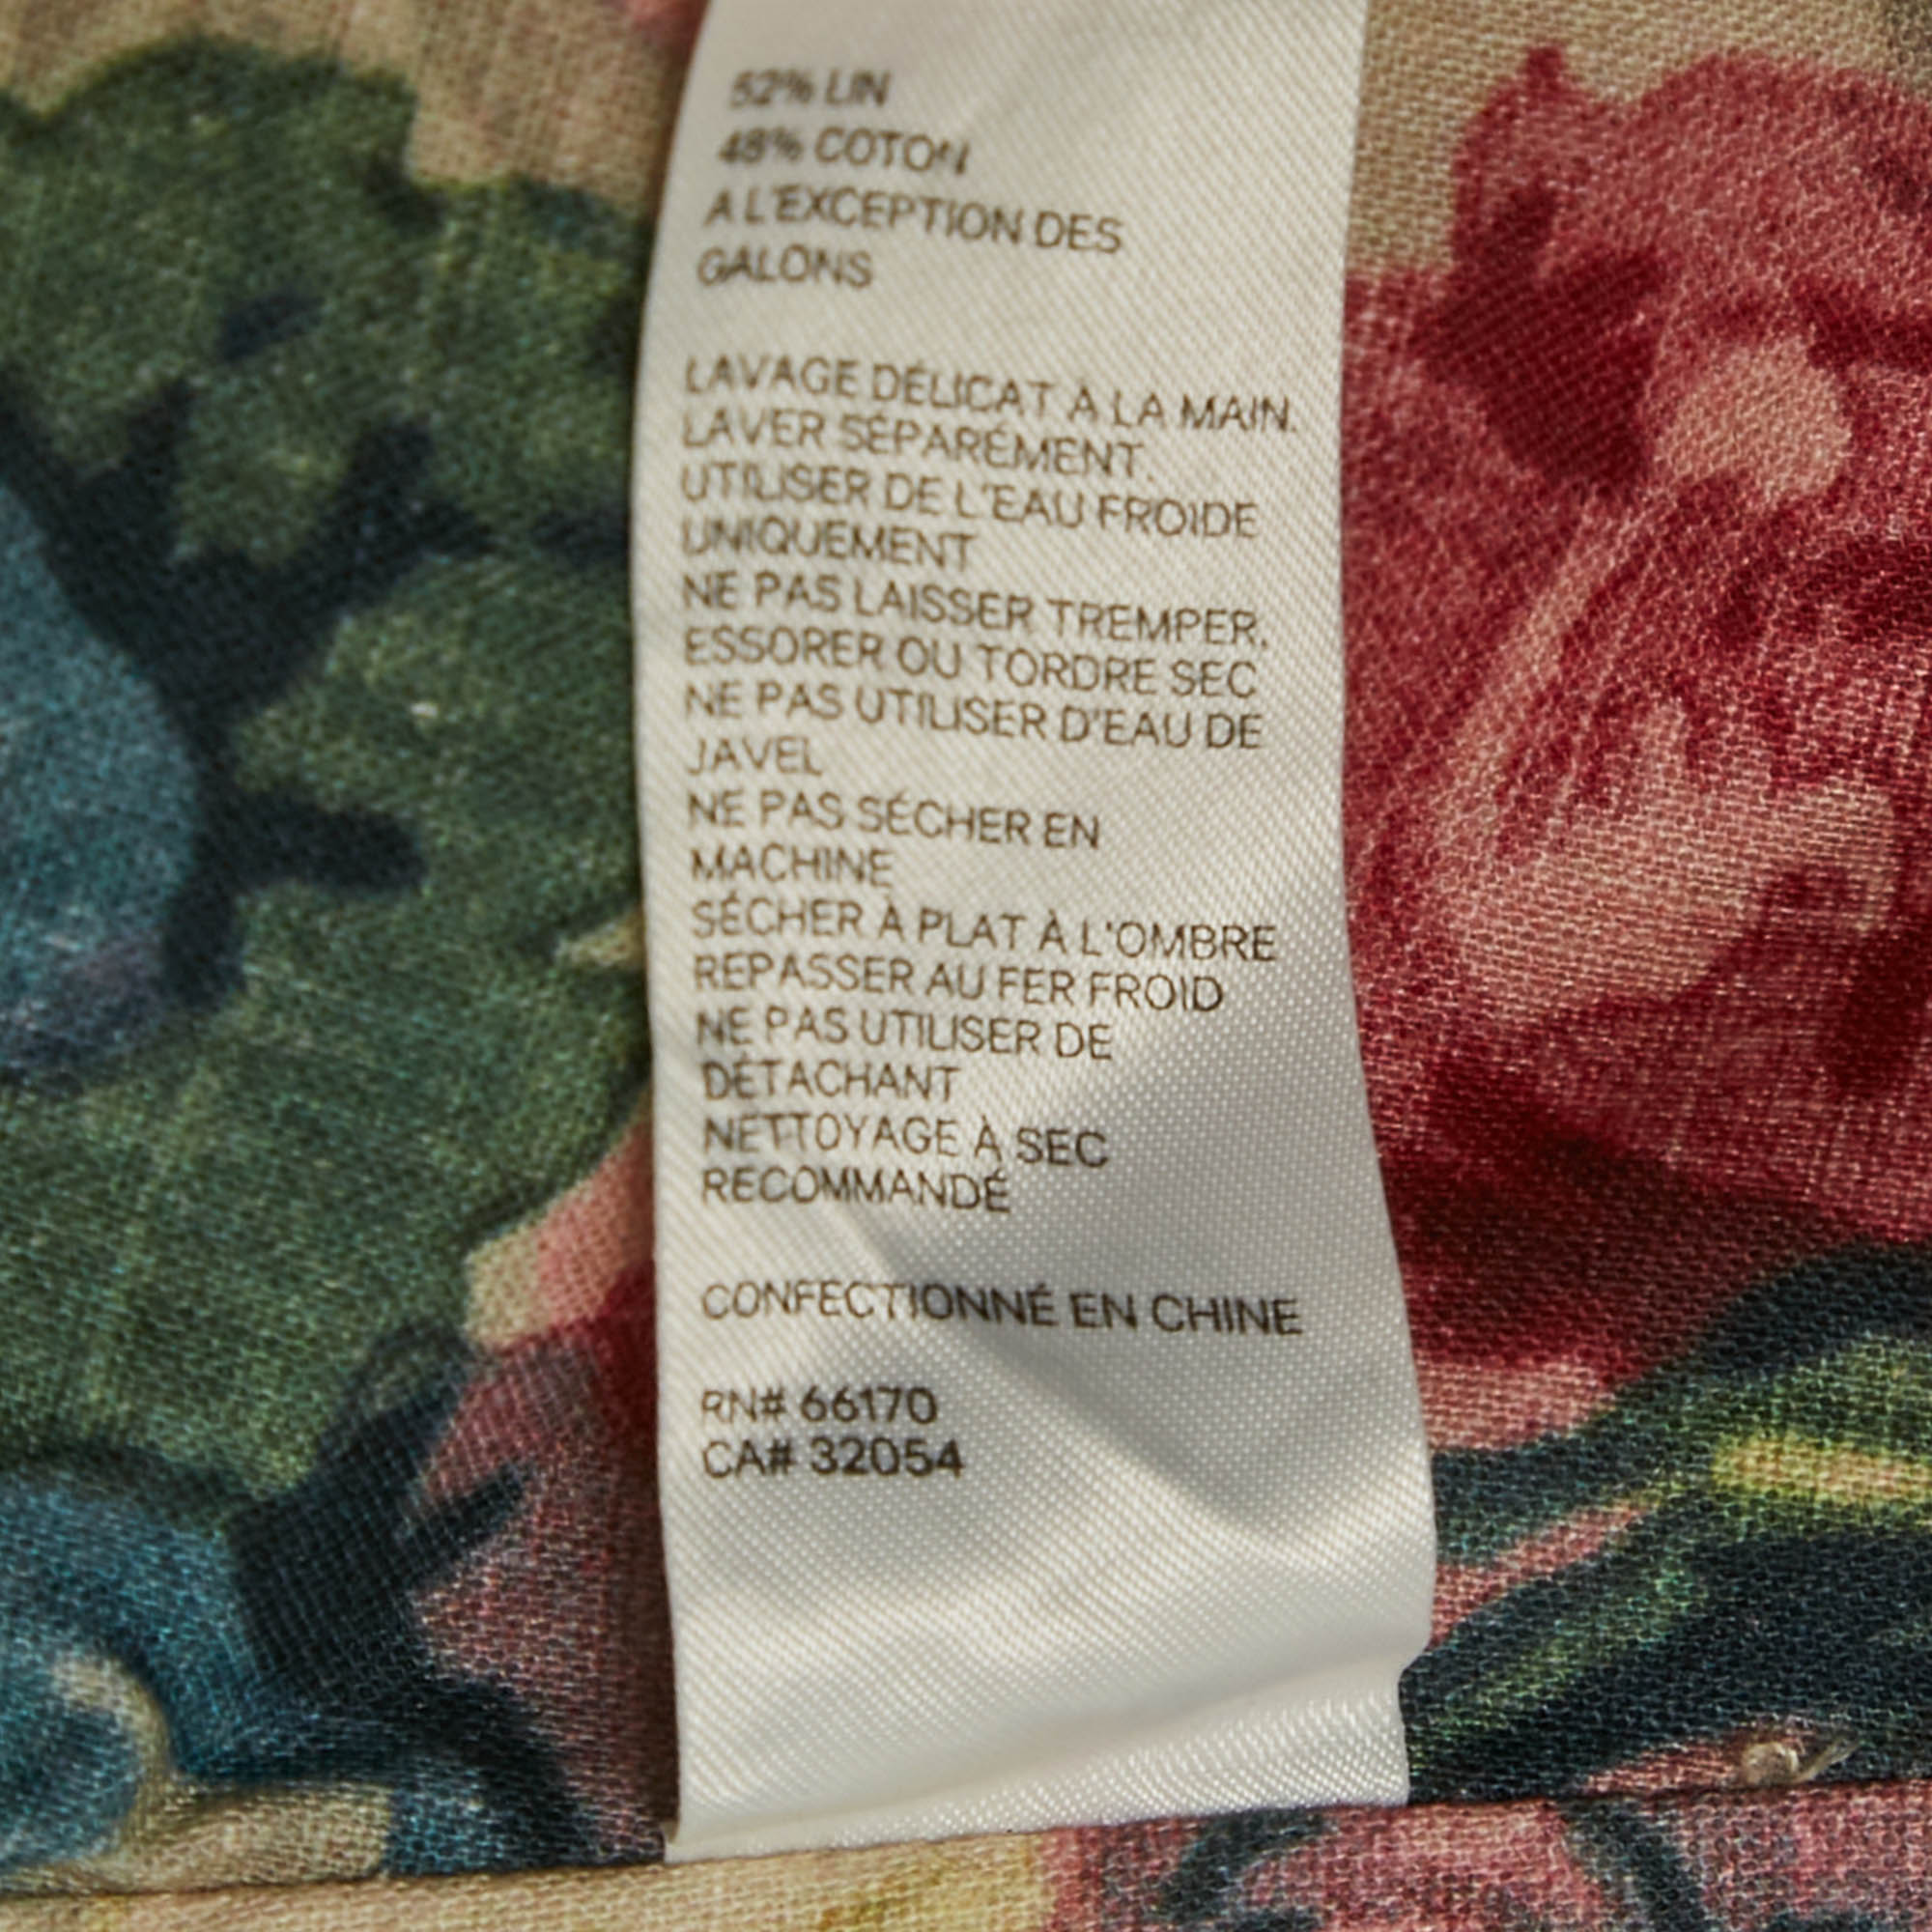 52% LIN
48% COTON
A L'EXCEPTION DES
GALONS
LAVAGE DÉLICAT À LA MAIN.
LAVER SÉPARÉMENT.
UTILISER DE L'EAU FROIDE
UNIQUEMENT
NE PAS LAISSER TREMPER,
ESSORER OU TORDRE SEC
NE PAS UTILISER D'EAU DE
JAVEL
NE PAS SÉCHER EN
MACHINE
SÉCHER À PLAT À L'OMBRE
REPASSER AU FER FROID
NE PAS UTILISER DE
DÉTACHANT
NETTOYAGE À SEC
RECOMMANDÉ
CONFECTIONNÉ EN CHINE
RN# 66170
CA# 32054